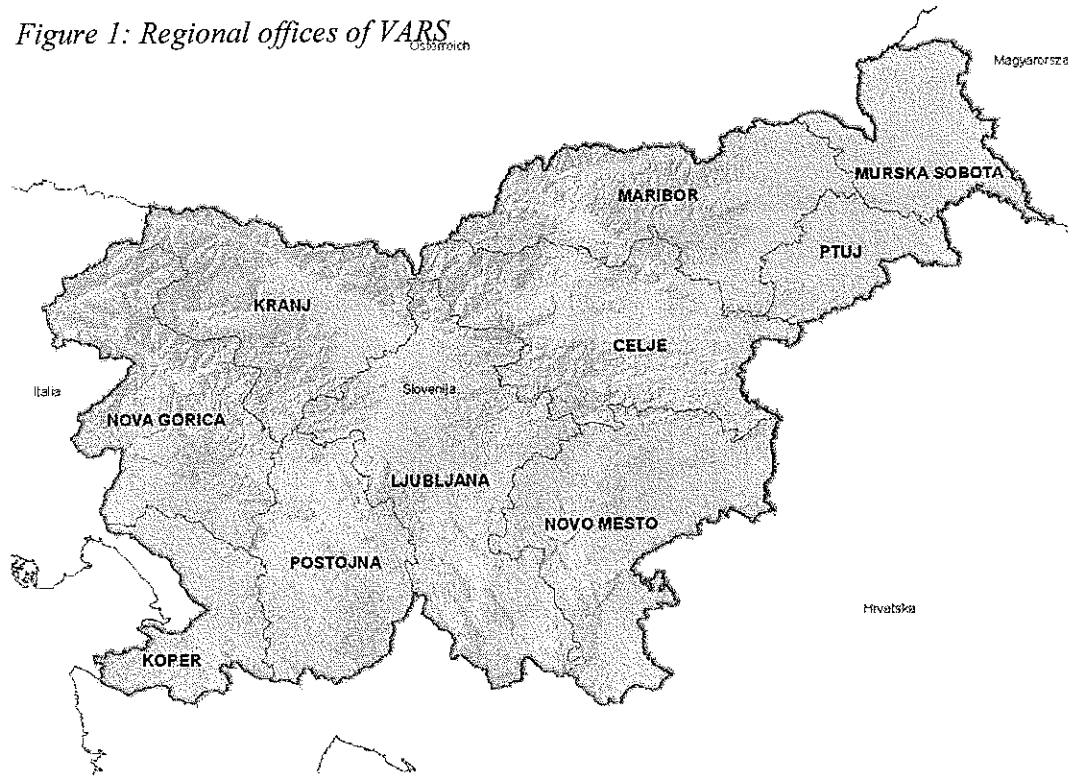 Figure 1: Regional offices of VARS
Österreich
Magyarorsza
MURSKA SOBOTA
MARIBOR
PTUJ
KRANJ
CELJE
Italia
Slovenija
NOVA GORICA
LJUBLJANA
NOVO MESTO
POSTOJNA
Hrvatska
KOPER